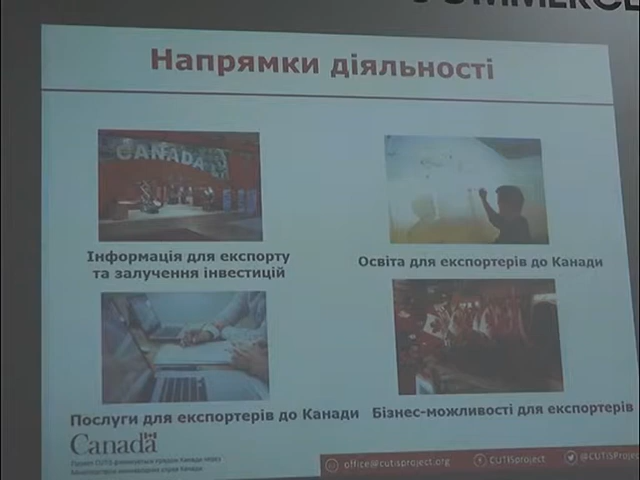 Напрямки діяльності
CANADA
Інформація для експорту
та залучення інвестицій
Освіта для експортерів до Канади
Послуги для експортерів до Канади
Бізнес-можливості для експортерів
Canada
office@cutisproject.org
CUTISproject
@CUTISProjec